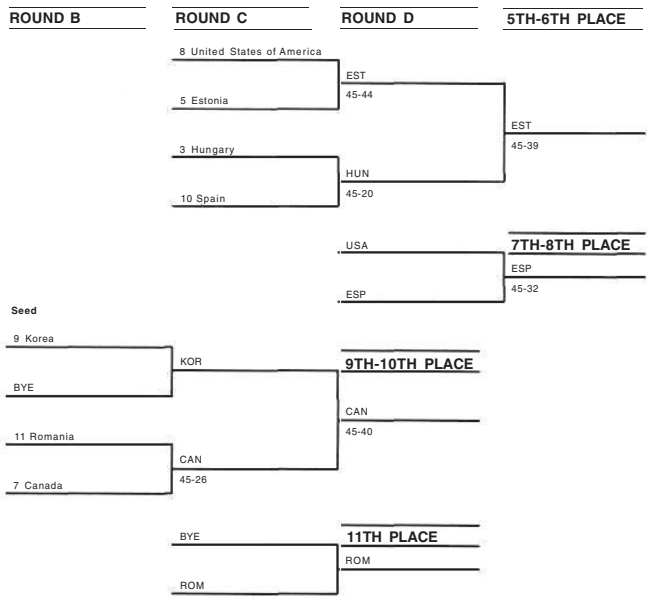 ROUND B
ROUND C
ROUND D
5TH-6TH PLACE
8 United States of America
EST
45-44
5 Estonia
EST
45-39
3 Hungary
HUN
45-20
10 Spain
USA
7TH-8TH PLACE
ESP
45-32
ESP
Seed
9 Korea
KOR
9TH-10TH PLACE
BYE
CAN
45-40
11 Romania
CAN
45-26
7 Canada
BYE
11TH PLACE
ROM
ROM